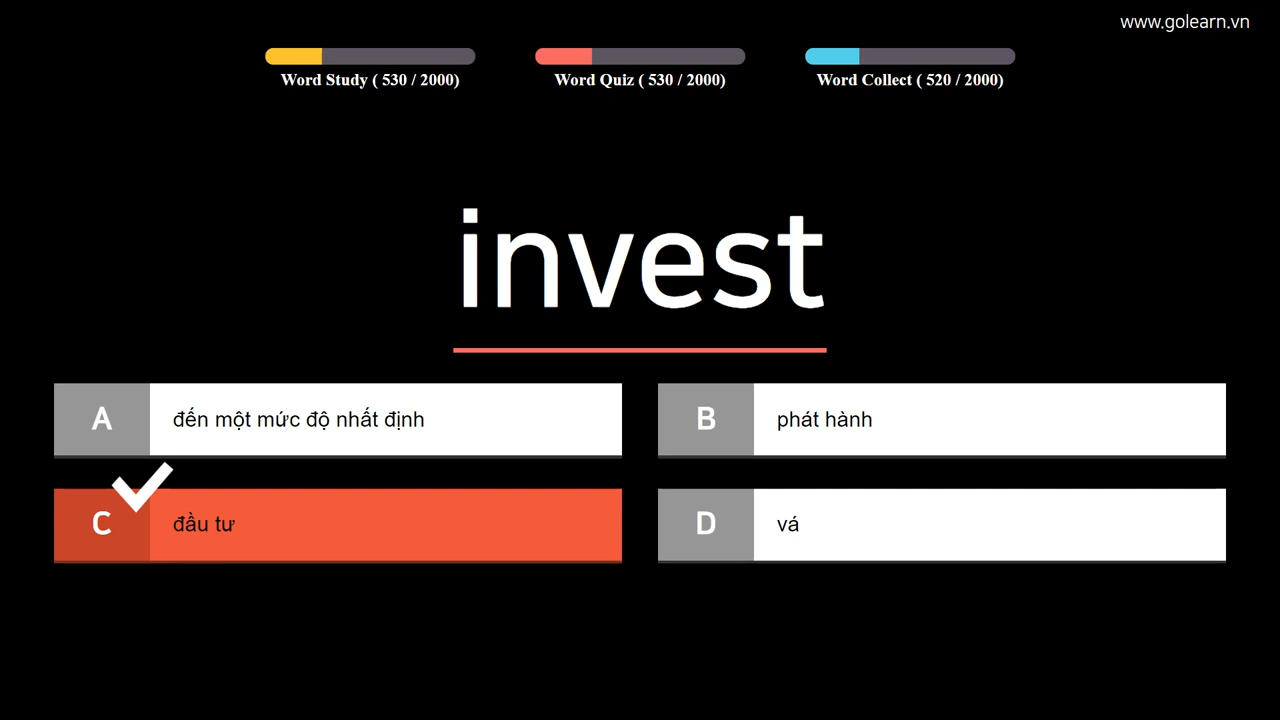 www.golearn.vn
Word Study ( 530 / 2000)
Word Quiz ( 530 / 2000)
Word Collect ( 520 / 2000)
invest
A đến một mức độ nhất định
B phát hành
C đầu tư
D vá